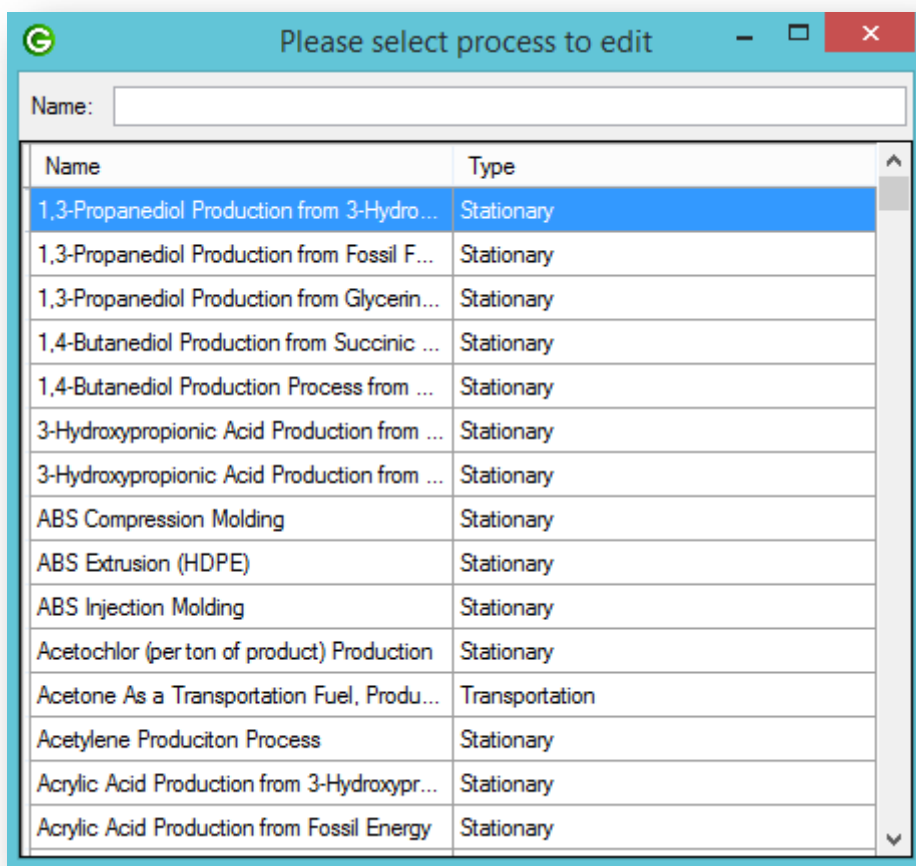 Please select process to edit
Name:
Name Type
1,3-Propanediol Production from 3-Hydro... Stationary
1,3-Propanediol Production from Fossil F... Stationary
1,3-Propanediol Production from Glycerin... Stationary
1,4-Butanediol Production from Succinic ... Stationary
1,4-Butanediol Production Process from ... Stationary
3-Hydroxypropionic Acid Production from ... Stationary
3-Hydroxypropionic Acid Production from ... Stationary
ABS Compression Molding Stationary
ABS Extrusion (HDPE) Stationary
ABS Injection Molding Stationary
Acetochlor (per ton of product) Production Stationary
Acetone As a Transportation Fuel, Produ... Transportation
Acetylene Produciton Process Stationary
Acrylic Acid Production from 3-Hydroxypr... Stationary
Acrylic Acid Production from Fossil Energy Stationary